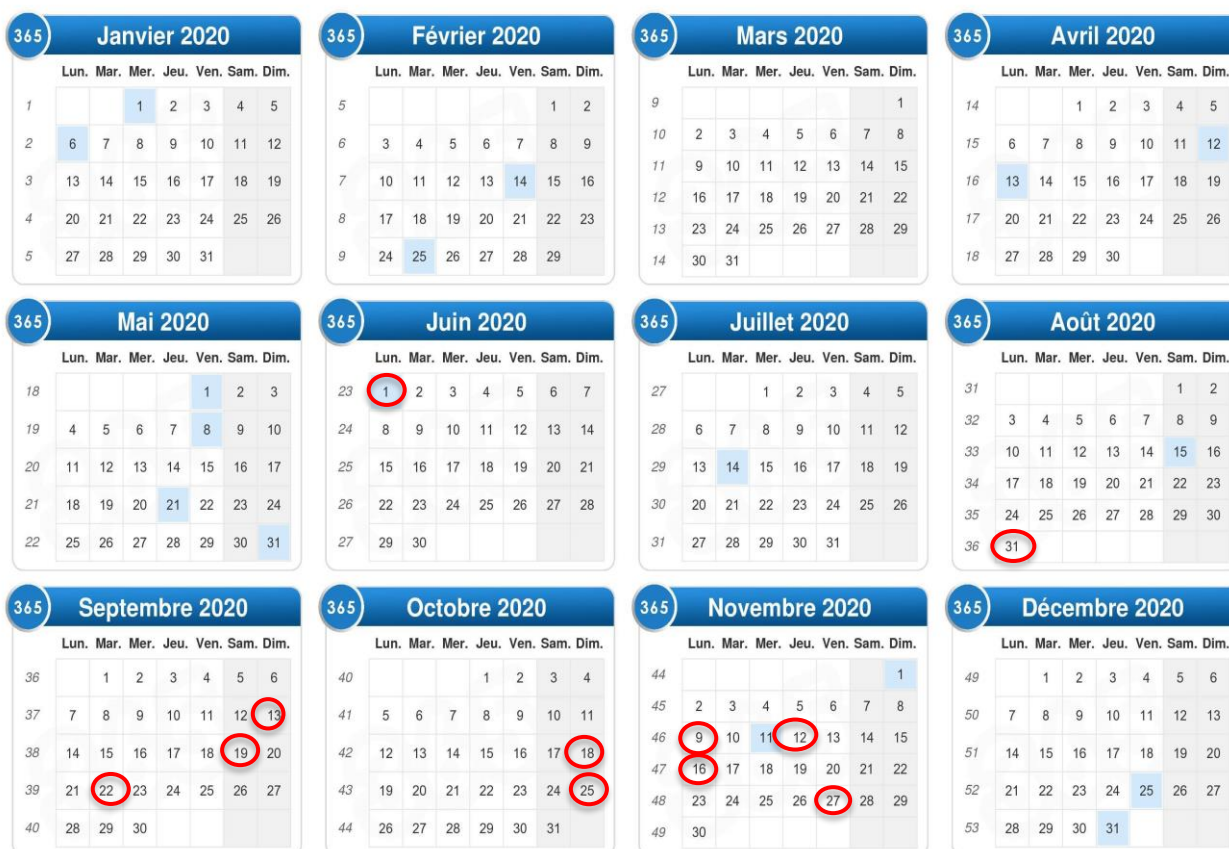 365 Janvier 2020
Lun. Mar. Mer. Jeu. Ven. Sam. Dim.
1 1 2 3 4 5
2 6 7 8 9 10 11 12
3 13 14 15 16 17 18 19
4 20 21 22 23 24 25 26
5 27 28 29 30 31
365 Février 2020
Lun. Mar. Mer. Jeu. Ven. Sam. Dim.
5 1 2
6 3 4 5 6 7 8 9
7 10 11 12 13 14 15 16
8 17 18 19 20 21 22 23
9 24 25 26 27 28 29
365 Mars 2020
Lun. Mar. Mer. Jeu. Ven. Sam. Dim.
9 1
10 2 3 4 5 6 7 8
11 9 10 11 12 13 14 15
12 16 17 18 19 20 21 22
13 23 24 25 26 27 28 29
14 30 31
365 Avril 2020
Lun. Mar. Mer. Jeu. Ven. Sam. Dim.
14 1 2 3 4 5
15 6 7 8 9 10 11 12
16 13 14 15 16 17 18 19
17 20 21 22 23 24 25 26
18 27 28 29 30
365 Mai 2020
Lun. Mar. Mer. Jeu. Ven. Sam. Dim.
18 1 2 3
19 4 5 6 7 8 9 10
20 11 12 13 14 15 16 17
21 18 19 20 21 22 23 24
22 25 26 27 28 29 30 31
365 Juin 2020
Lun. Mar. Mer. Jeu. Ven. Sam. Dim.
23 1 2 3 4 5 6 7
24 8 9 10 11 12 13 14
25 15 16 17 18 19 20 21
26 22 23 24 25 26 27 28
27 29 30
365 Juillet 2020
Lun. Mar. Mer. Jeu. Ven. Sam. Dim.
27 1 2 3 4 5
28 6 7 8 9 10 11 12
29 13 14 15 16 17 18 19
30 20 21 22 23 24 25 26
31 27 28 29 30 31
365 Août 2020
Lun. Mar. Mer. Jeu. Ven. Sam. Dim.
31 1 2
32 3 4 5 6 7 8 9
33 10 11 12 13 14 15 16
34 17 18 19 20 21 22 23
35 24 25 26 27 28 29 30
36 31
365 Septembre 2020
Lun. Mar. Mer. Jeu. Ven. Sam. Dim.
36 1 2 3 4 5 6
37 7 8 9 10 11 12 13
38 14 15 16 17 18 19 20
39 21 22 23 24 25 26 27
40 28 29 30
365 Octobre 2020
Lun. Mar. Mer. Jeu. Ven. Sam. Dim.
40 1 2 3 4
41 5 6 7 8 9 10 11
42 12 13 14 15 16 17 18
43 19 20 21 22 23 24 25
44 26 27 28 29 30 31
365 Novembre 2020
Lun. Mar. Mer. Jeu. Ven. Sam. Dim.
44 1
45 2 3 4 5 6 7 8
46 9 10 11 12 13 14 15
47 16 17 18 19 20 21 22
48 23 24 25 26 27 28 29
49 30
365 Décembre 2020
Lun. Mar. Mer. Jeu. Ven. Sam. Dim.
49 1 2 3 4 5 6
50 7 8 9 10 11 12 13
51 14 15 16 17 18 19 20
52 21 22 23 24 25 26 27
53 28 29 30 31